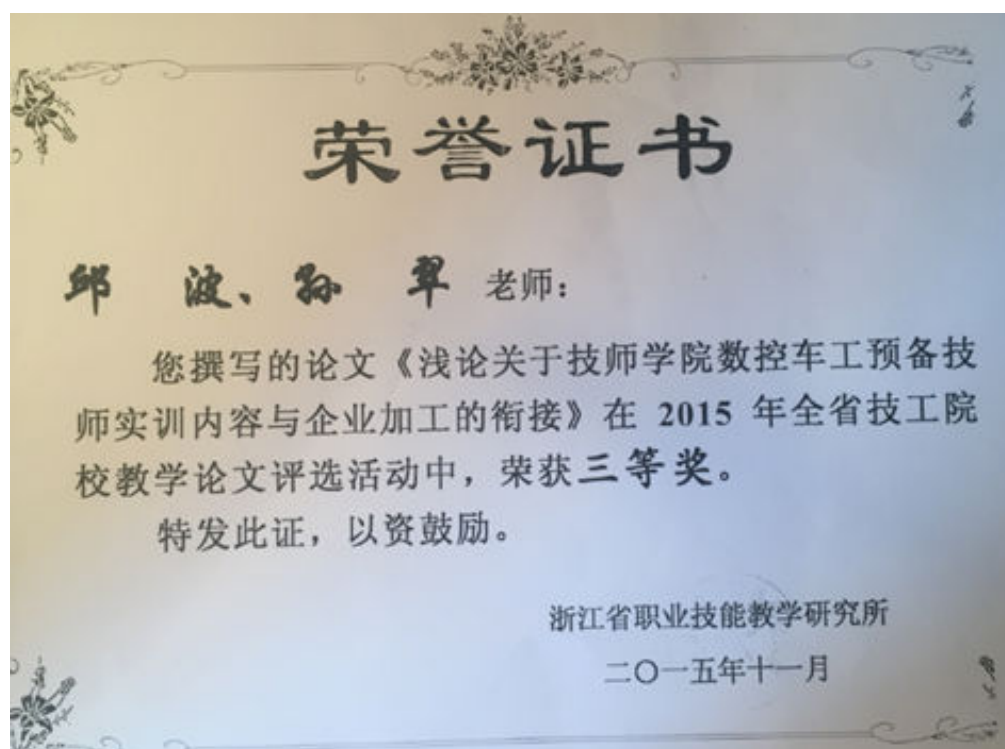 荣誉证书
邱 波、孙 翠 老师：
您撰写的论文《浅论关于技师学院数控车工预备技
师实训内容与企业加工的衔接》在 2015 年全省技工院
校教学论文评选活动中，荣获三等奖。
特发此证，以资鼓励。
浙江省职业技能教学研究所
二〇一五年十一月